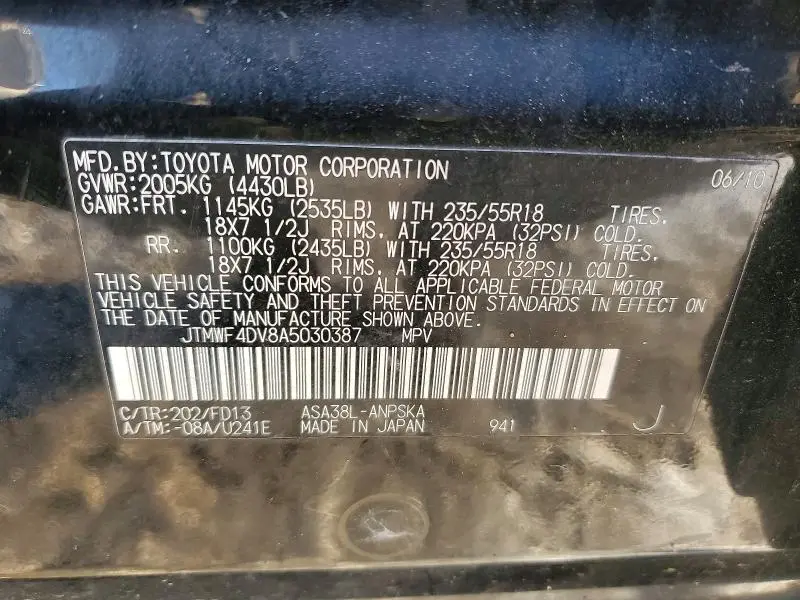 MFD.BY:TOYOTA MOTOR CORPORATION 06/10
GVWR:2005KG (4430LB)
GAWR:FRT. 1145KG (2535LB) WITH 235/55R18 TIRES.
18X7 1/2J RIMS, AT 220KPA (32PSI) COLD.
RR. 1100KG (2435LB) WITH 235/55R18 TIRES.
18X7 1/2J RIMS, AT 220KPA (32PSI) COLD.
THIS VEHICLE CONFORMS TO ALL APPLICABLE FEDERAL MOTOR
VEHICLE SAFETY AND THEFT PREVENTION STANDARDS IN EFFECT ON
THE DATE OF MANUFACTURE SHOWN ABOVE.
JTMWF4DV8A5030387 MPV
C/TR:202/FD13 ASA38L-ANPSKA
A/TM:-08A/U241E MADE IN JAPAN 941 J